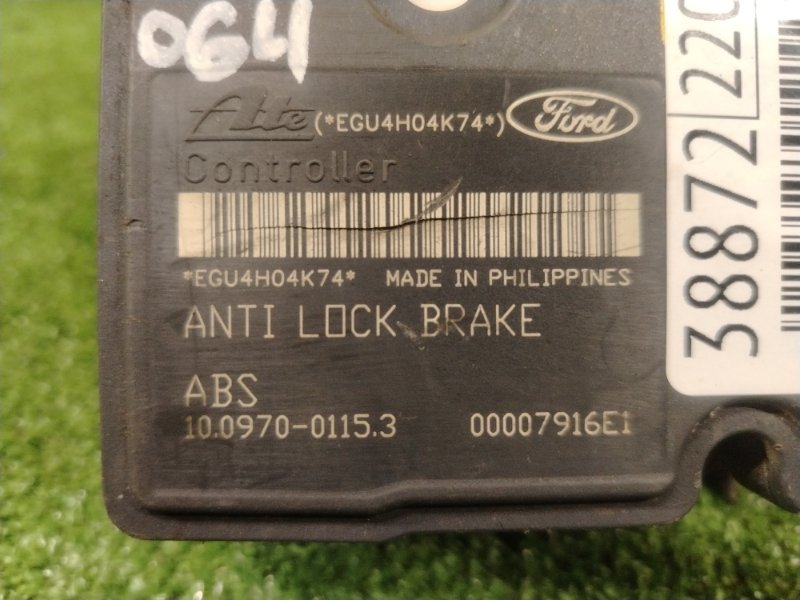 064
Ate (*EGU4H04K74*) Ford
Controller
*EGU4H04K74* MADE IN PHILIPPINES
ANTI LOCK BRAKE
ABS
10.0970-0115.3 00007916E1
38872